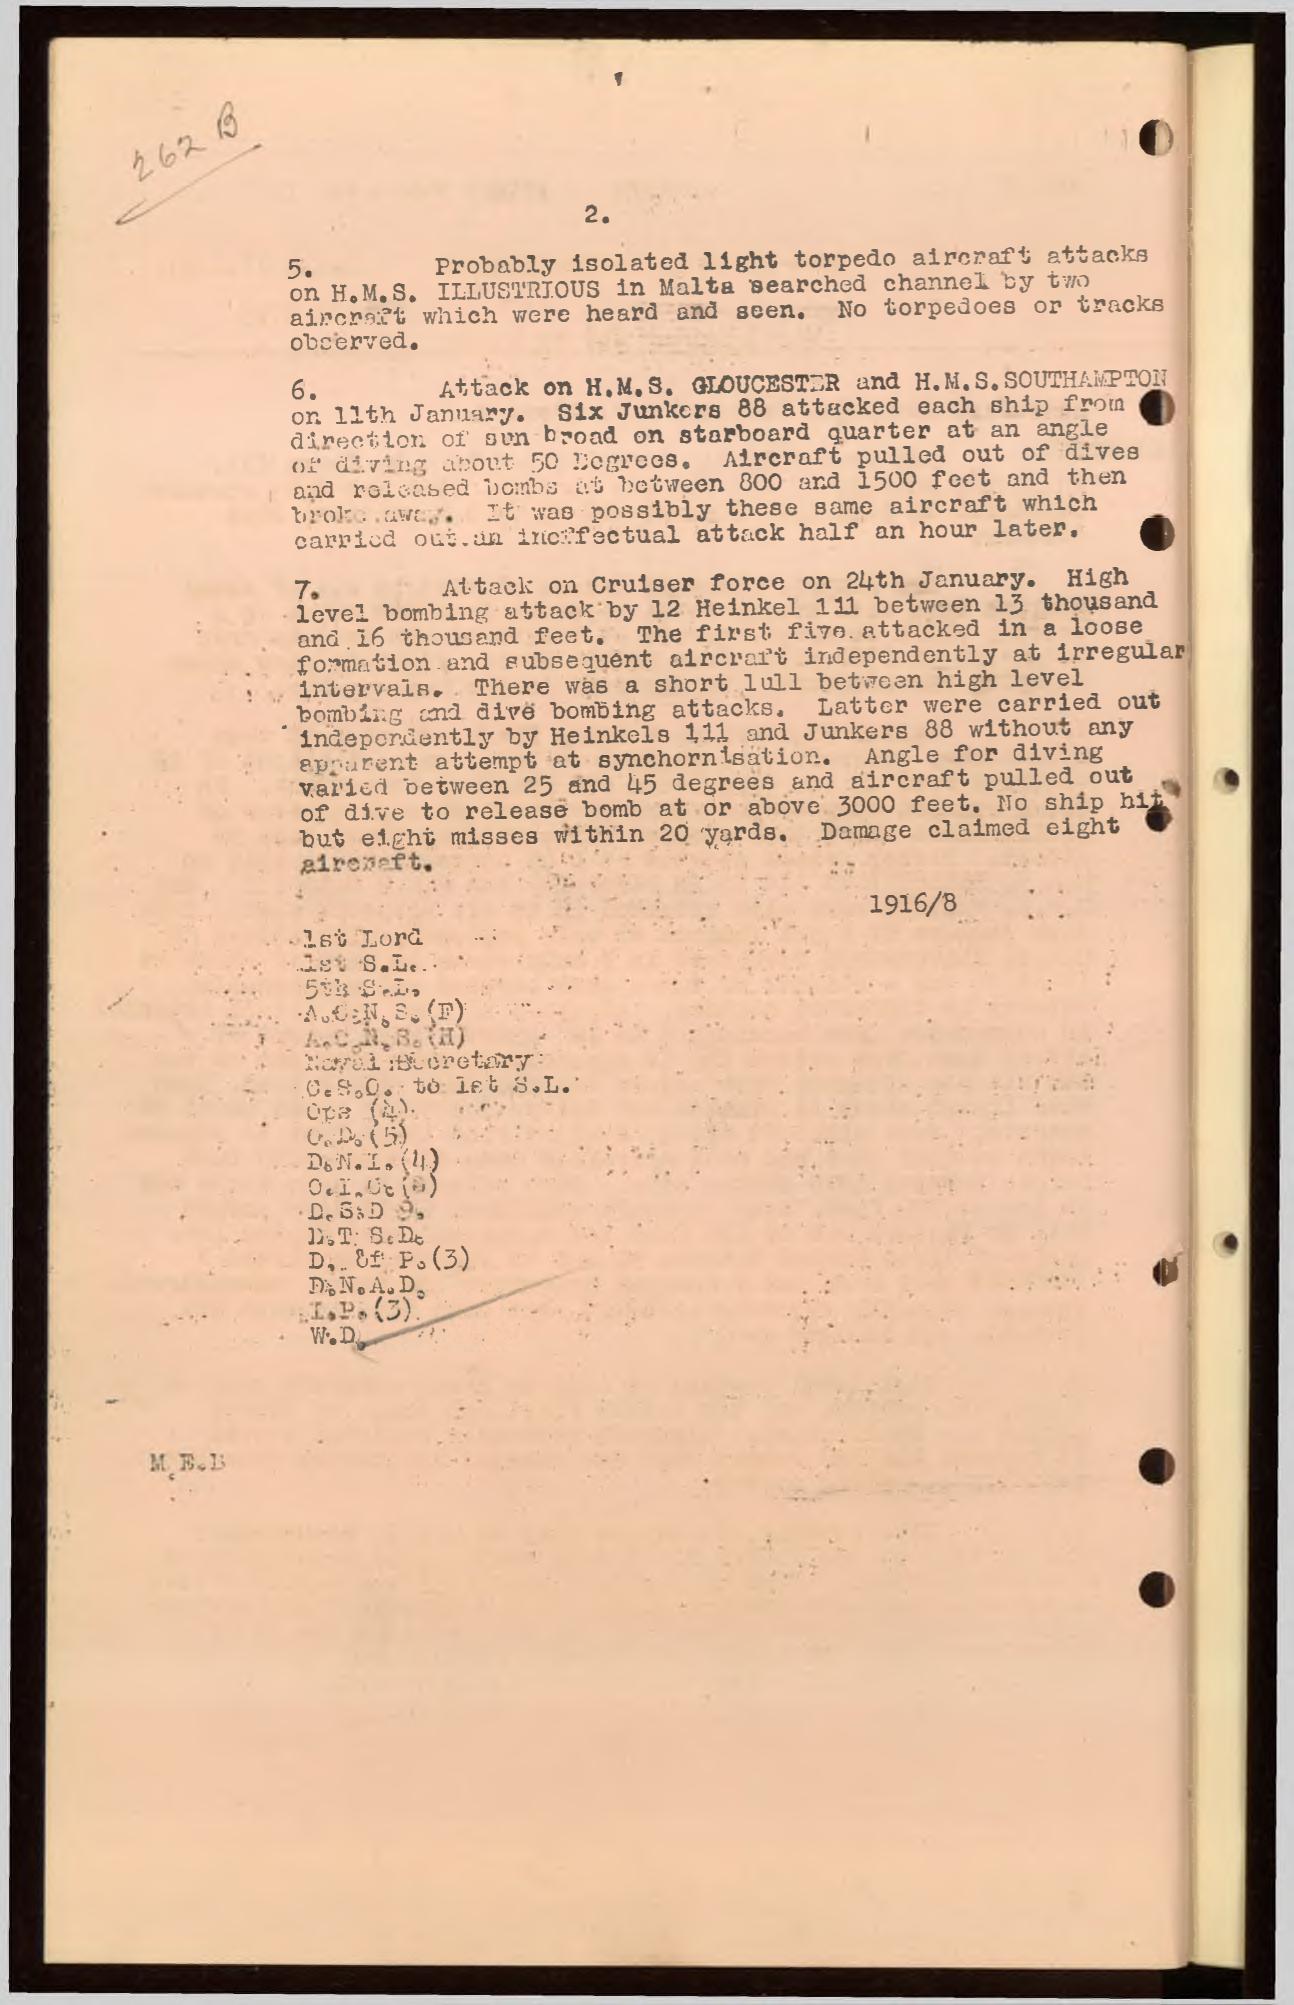 262 B
2.
5. Probably isolated light torpedo aircraft attacks
on H.M.S. ILLUSTRIOUS in Malta searched channel by two
aircraft which were heard and seen. No torpedoes or tracks
observed.
6. Attack on H.M.S. GLOUCESTER and H.M.S.SOUTHAMPTON
on 11th January. Six Junkers 88 attacked each ship from
direction of sun broad on starboard quarter at an angle
of diving about 50 Degrees. Aircraft pulled out of dives
and released bombs at between 800 and 1500 feet and then
broke away. It was possibly these same aircraft which
carried out an ineffectual attack half an hour later.
7. Attack on Cruiser force on 24th January. High
level bombing attack by 12 Heinkel 111 between 13 thousand
and 16 thousand feet. The first five attacked in a loose
formation and subsequent aircraft independently at irregular
intervals. There was a short lull between high level
bombing and dive bombing attacks. Latter were carried out
independently by Heinkels 111 and Junkers 88 without any
apparent attempt at synchornisation. Angle for diving
varied between 25 and 45 degrees and aircraft pulled out
of dive to release bomb at or above 3000 feet. No ship hit
but eight misses within 20 yards. Damage claimed eight
aircraft.
1916/8
1st Lord
1st S.L.
5th S.L.
A.C.N.S.(F)
A.C.N.S.(H)
Naval Secretary
C.S.O. to 1st S.L.
Ops (4)
O.D.(5)
D.N.I.(4)
O.I.C.
D.S.D 9.
D.T.S.D.
D. of P.(3)
D.N.A.D.
I.P.(3)
W.D.
M.E.B